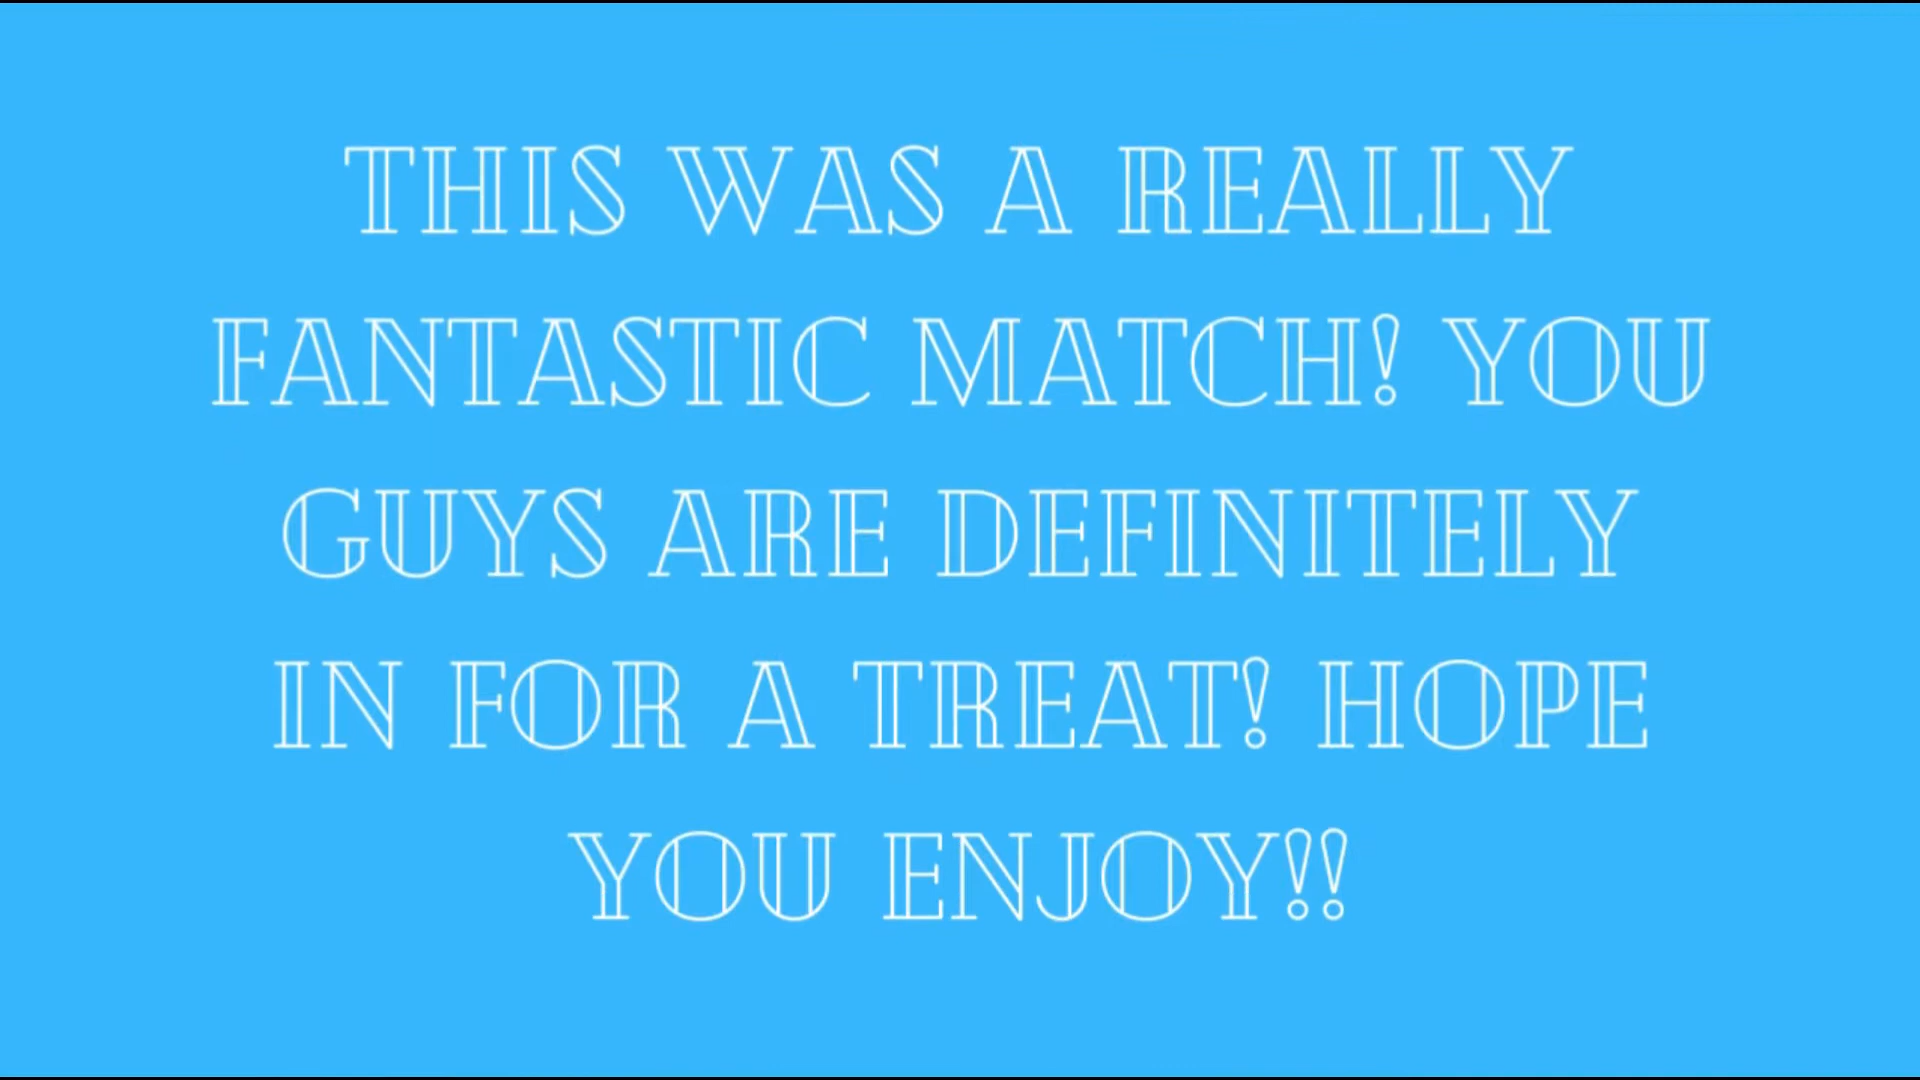 THIS WAS A REALLY
FANTASTIC MATCH! YOU
GUYS ARE DEFINITELY
IN FOR A TREAT! HOPE
YOU ENJOY!!